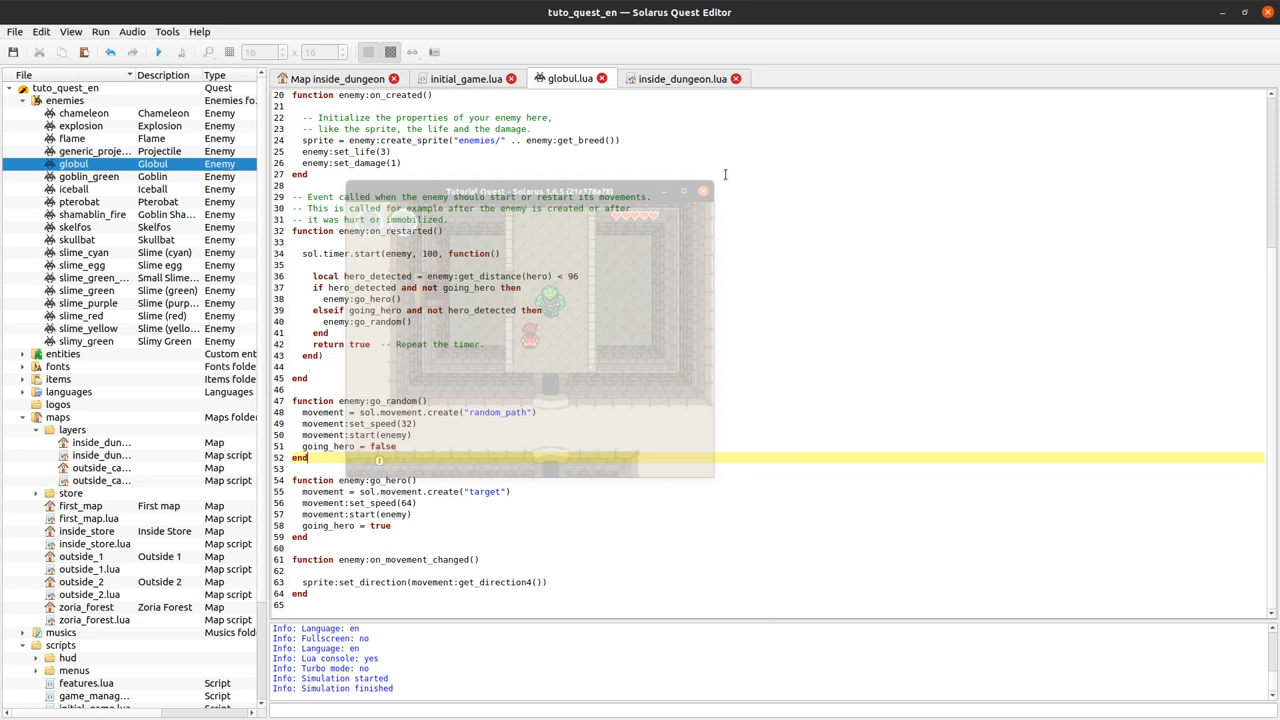 tuto_quest_en — Solarus Quest Editor
File Edit View Run Audio Tools Help
16 x 16
File Description Type
tuto_quest_en Quest
enemies Enemies fo...
chameleon Chameleon Enemy
explosion Explosion Enemy
flame Flame Enemy
generic_proje... Projectile Enemy
globul Globul Enemy
goblin_green Goblin Enemy
iceball Iceball Enemy
pterobat Pterobat Enemy
shamablin_fire Goblin Sha... Enemy
skelfos Skelfos Enemy
skullbat Skullbat Enemy
slime_cyan Slime (cyan) Enemy
slime_egg Slime egg Enemy
slime_green_... Small Slime... Enemy
slime_green Slime (green) Enemy
slime_purple Slime (purp... Enemy
slime_red Slime (red) Enemy
slime_yellow Slime (yello... Enemy
slimy_green Slimy Green Enemy
entities Custom ent
fonts Fonts folde
items Items folde
languages Languages
logos
maps Maps folder
layers
inside_dun... Map
inside_dun... Map script
outside_ca... Map
outside_ca... Map script
store
first_map First map Map
first_map.lua Map script
inside_store Inside Store Map
inside_store.lua Map script
outside_1 Outside 1 Map
outside_1.lua Map script
outside_2 Outside 2 Map
outside_2.lua Map script
zoria_forest Zoria Forest Map
zoria_forest.lua Map script
musics Musics fold
scripts
hud
menus
features.lua Script
game_manag... Script
initial_game.lua Script
Map inside_dungeon initial_game.lua globul.lua inside_dungeon.lua
20 function enemy:on_created()
21
22 -- Initialize the properties of your enemy here,
23 -- like the sprite, the life and the damage.
24 sprite = enemy:create_sprite("enemies/" .. enemy:get_breed())
25 enemy:set_life(3)
26 enemy:set_damage(1)
27 end
28
Tutorial Quest - Solarus 1.6.5 (21a378a76)
29 -- Event called when the enemy should start or restart its movements.
30 -- This is called for example after the enemy is created or after
31 -- it was hurt or immobilized.
32 function enemy:on_restarted()
33
34 sol.timer.start(enemy, 100, function()
35
36 local hero_detected = enemy:get_distance(hero) < 96
37 if hero_detected and not going_hero then
38 enemy:go_hero()
39 elseif going_hero and not hero_detected then
40 enemy:go_random()
41 end
42 return true -- Repeat the timer.
43 end)
44
45 end
46
47 function enemy:go_random()
48 movement = sol.movement.create("random_path")
49 movement:set_speed(32)
50 movement:start(enemy)
51 going_hero = false
52 end
53
54 function enemy:go_hero()
55 movement = sol.movement.create("target")
56 movement:set_speed(64)
57 movement:start(enemy)
58 going_hero = true
59 end
60
61 function enemy:on_movement_changed()
62
63 sprite:set_direction(movement:get_direction4())
64 end
65
Info: Language: en
Info: Fullscreen: no
Info: Language: en
Info: Lua console: yes
Info: Turbo mode: no
Info: Simulation started
Info: Simulation finished